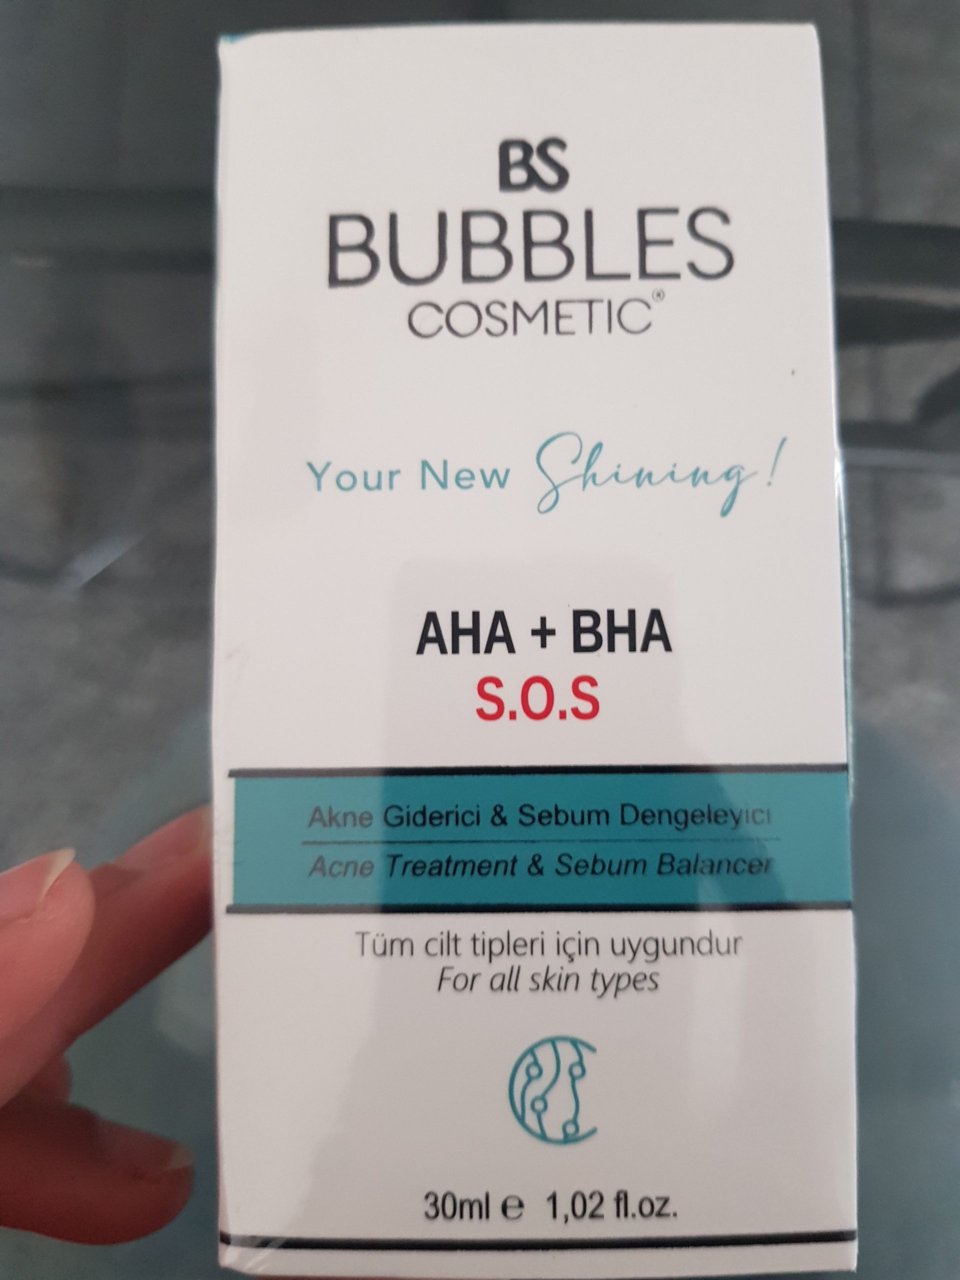 BS
BUBBLES
COSMETIC®
Your New Shining!
AHA + BHA
S.O.S
Akne Giderici & Sebum Dengeleyici
Acne Treatment & Sebum Balancer
Tüm cilt tipleri için uygundur
For all skin types
30ml e 1,02 fl.oz.